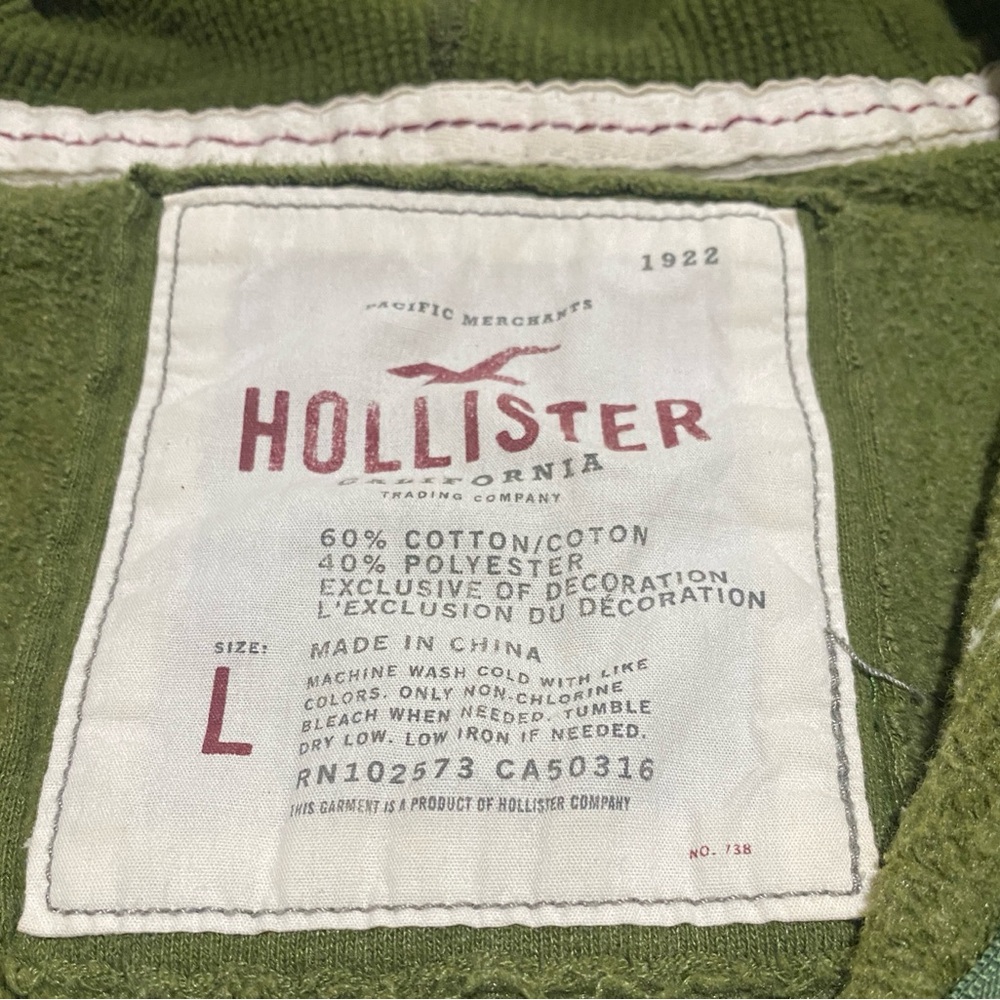 1922
PACIFIC MERCHANTS
HOLLISTER
CALIFORNIA
TRADING COMPANY
60% COTTON/COTON
40% POLYESTER
EXCLUSIVE OF DECORATION
L'EXCLUSION DU DÉCORATION
SIZE:
L
MADE IN CHINA
MACHINE WASH COLD WITH LIKE
COLORS. ONLY NON-CHLORINE
BLEACH WHEN NEEDED. TUMBLE
DRY LOW. LOW IRON IF NEEDED.
RN102573 CA50316
THIS GARMENT IS A PRODUCT OF HOLLISTER COMPANY
NO. 738